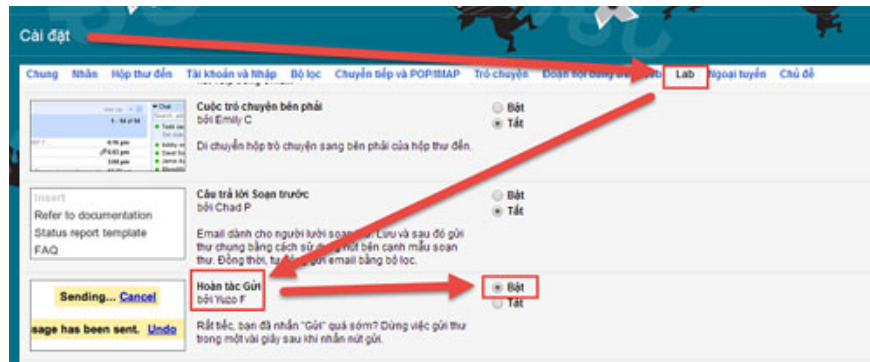 Cài đặt
Chung Nhãn Hộp thư đến Tài khoản và Nhập Bộ lọc Chuyển tiếp và POP/IMAP Trò chuyện Lab Ngoại tuyến Chủ đề
Cuộc trò chuyện bên phải
bởi Emily C
Bật
Tắt
Di chuyển hộp trò chuyện sang bên phải của hộp thư đến.
Insert
Refer to documentation
Status report template
FAQ
Câu trả lời Soạn trước
bởi Chad P
Bật
Tắt
Email dành cho người lười soạn thư. Lưu và sau đó gửi
thư chung bằng cách sử dụng nút bên cạnh mẫu soạn
thư. Đồng thời, tự động gửi email bằng bộ lọc.
Sending... Cancel
sage has been sent. Undo
Hoàn tác Gửi
bởi Yuzo F
Bật
Tắt
Rất tiếc, bạn đã nhấn "Gửi" quá sớm? Dừng việc gửi thư
trong một vài giây sau khi nhấn nút gửi.